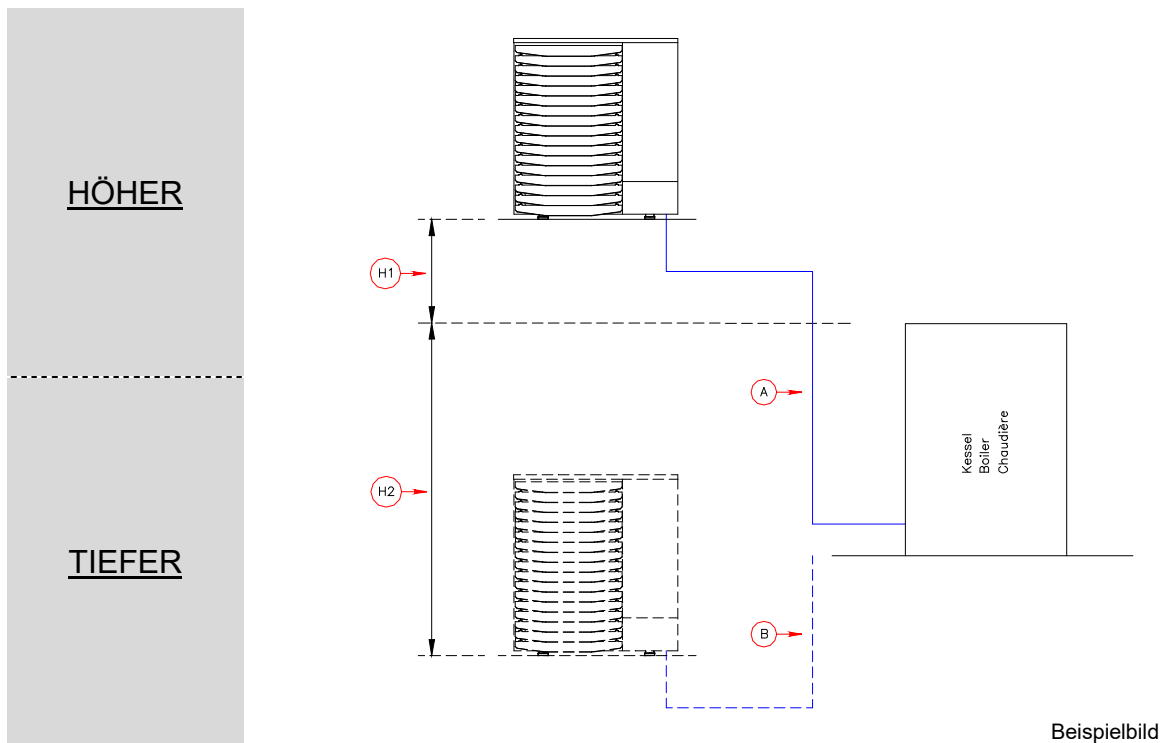 HÖHER
H1
A
Kessel
Boiler
Chaudière
H2
TIEFER
B
Beispielbild